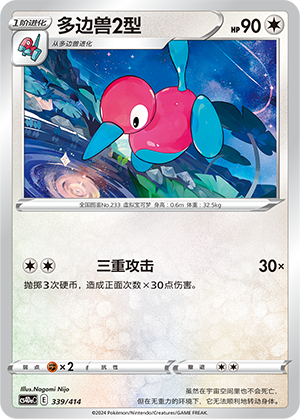 1阶进化
多边兽2型
HP90
从多边兽进化
全国图鉴No.233 虚拟宝可梦 身高：0.6m 体重：32.5kg
三重攻击 30×
抛掷3次硬币，造成正面次数×30点伤害。
弱点 ×2 抗性 撤退
Illus.Nagomi Nijo
E 339/414
虽然在宇宙空间里也不会死亡，
但在无重力的环境下，它无法顺利地转动身体。
©2024 Pokémon/Nintendo/Creatures/GAME FREAK.